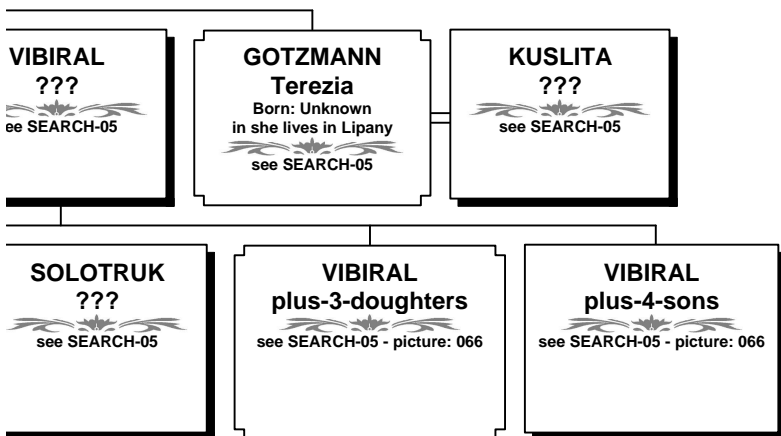 VIBIRAL
???
ee SEARCH-05
GOTZMANN
Terezia
Born: Unknown
in she lives in Lipany
see SEARCH-05
KUSLITA
???
see SEARCH-05
SOLOTRUK
???
see SEARCH-05
VIBIRAL
plus-3-doughters
see SEARCH-05 - picture: 066
VIBIRAL
plus-4-sons
see SEARCH-05 - picture: 066